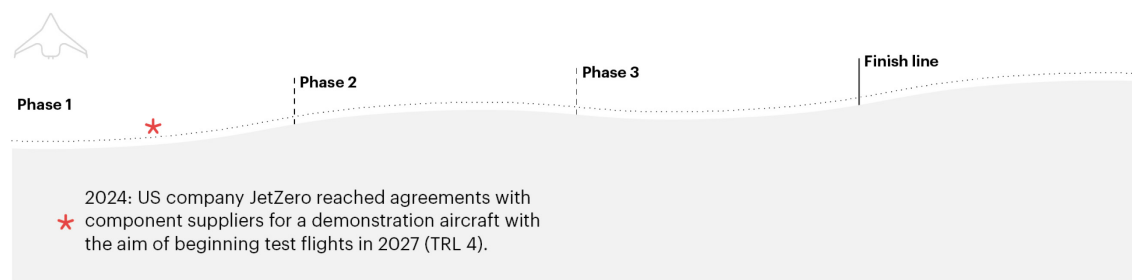 Finish line
Phase 3
Phase 2
Phase 1
2024: US company JetZero reached agreements with
component suppliers for a demonstration aircraft with
the aim of beginning test flights in 2027 (TRL 4).